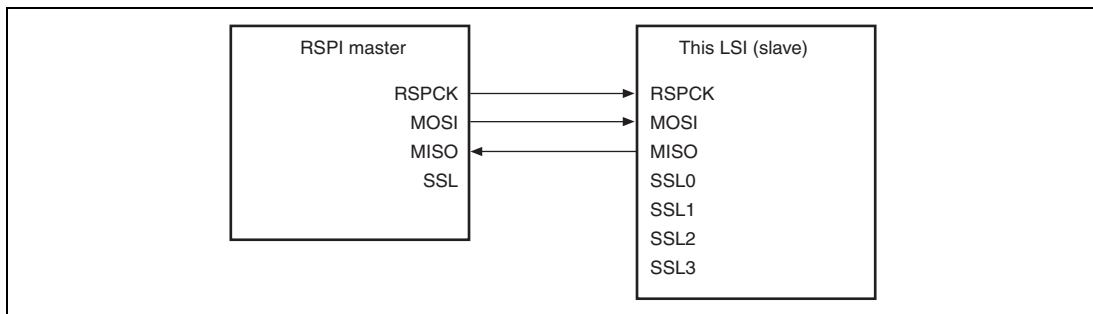 RSPI master
RSPCK
MOSI
MISO
SSL
This LSI (slave)
RSPCK
MOSI
MISO
SSL0
SSL1
SSL2
SSL3